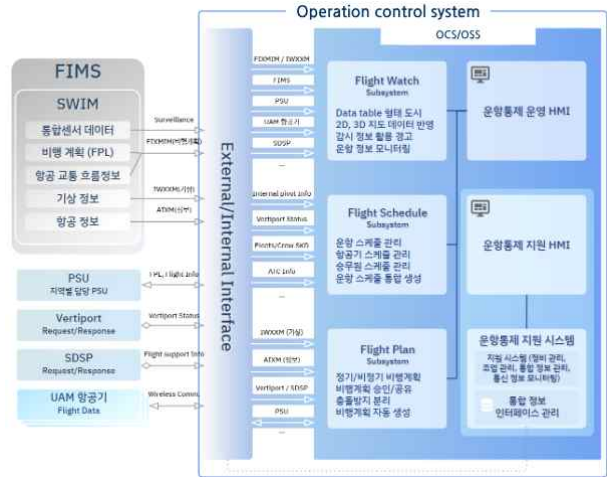 Operation control system
OCS/OSS
FIMS
SWIM
통합센서 데이터
비행 계획 (FPL)
항공 교통 흐름정보
기상 정보
항공 정보
Surveillance
FIXMIM(비행계획)
IWXXM(기상)
AIXM(정보)
PSU
지역별 담당 PSU
FPL, Flight Info
Vertiport
Request/Response
Vertiport Status
SDSP
Request/Response
Flight support Info
UAM 항공기
Flight Data
Wireless Comm.
External/Internal Interface
FIXMIM / IWXXM
FIMS
PSU
UAM 항공기
SDSP
...
Internal pivot Info
Vertiport Status
Pivots/Crew SKD
ATC Info
...
IWXXM (기상)
AIXM (정보)
Vertiport / SDSP
PSU
...
Flight Watch
Subsystem
Data table 형태 도시
2D, 3D 지도 데이터 반영
감시 정보 활용 경고
운항 정보 모니터링
Flight Schedule
Subsystem
운항 스케줄 관리
항공기 스케줄 관리
승무원 스케줄 관리
운항 스케줄 통합 생성
Flight Plan
Subsystem
정기/비정기 비행계획
비행계획 승인/공유
충돌방지 분리
비행계획 자동 생성
운항통제 운영 HMI
운항통제 지원 HMI
운항통제 지원 시스템
지원 시스템 (정비 관리,
조업 관리, 통합 정보 관리,
통신 정보 모니터링)
통합 정보
인터페이스 관리